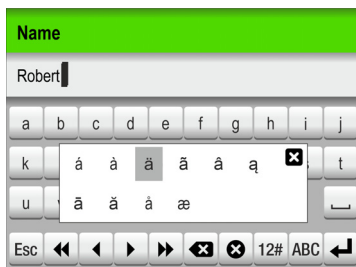 Name
Robert
a b c d e f g h i j
k á à ä ã â ą t
u ā ă å æ
Esc 12# ABC